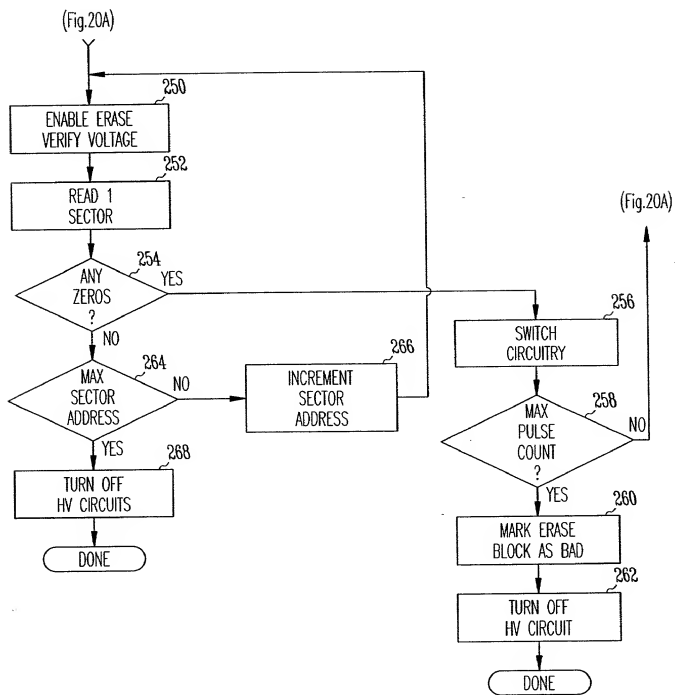 (Fig.20A)
250
ENABLE ERASE
VERIFY VOLTAGE
252
READ 1
SECTOR
254
ANY
ZEROS
?
YES
NO
264
MAX
SECTOR
ADDRESS
NO
YES
266
INCREMENT
SECTOR
ADDRESS
268
TURN OFF
HV CIRCUITS
DONE
(Fig.20A)
256
SWITCH
CIRCUITRY
258
MAX
PULSE
COUNT
?
NO
YES
260
MARK ERASE
BLOCK AS BAD
262
TURN OFF
HV CIRCUIT
DONE